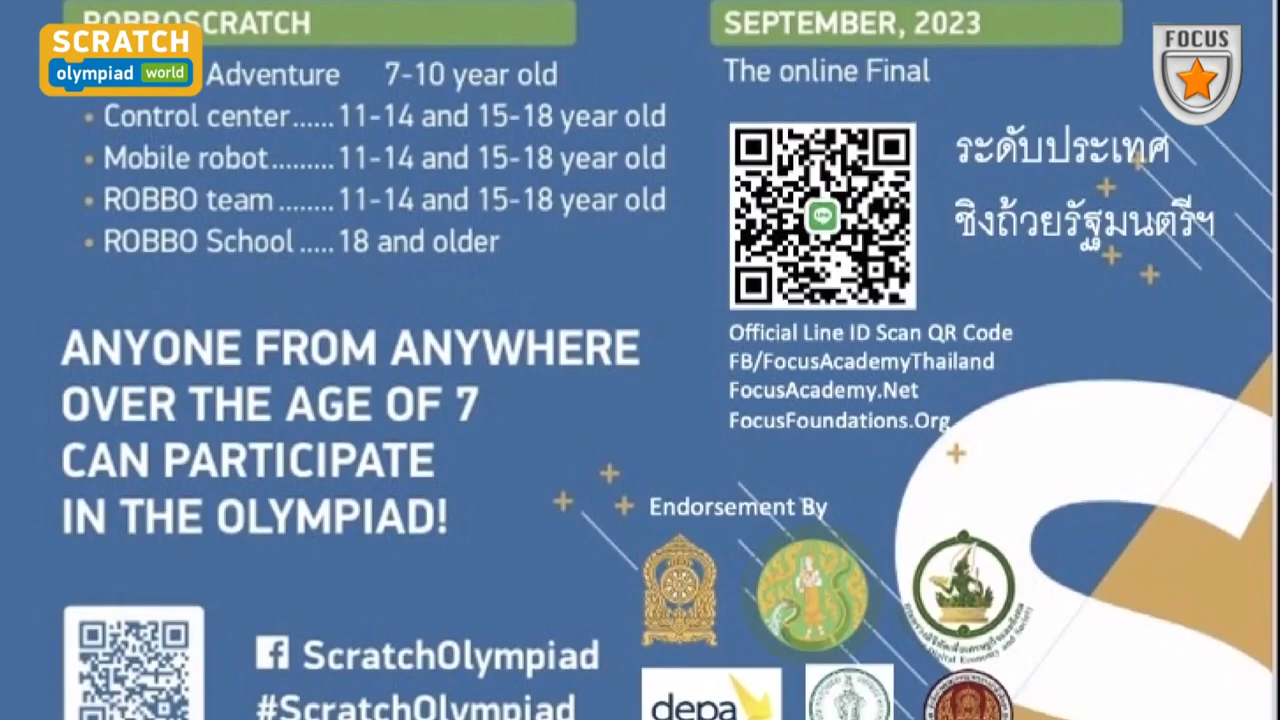 ROBBOSCRATCH
SCRATCH
olympiad world
Adventure 7-10 year old
• Control center......11-14 and 15-18 year old
• Mobile robot.........11-14 and 15-18 year old
• ROBBO team........11-14 and 15-18 year old
• ROBBO School.....18 and older
ANYONE FROM ANYWHERE
OVER THE AGE OF 7
CAN PARTICIPATE
IN THE OLYMPIAD!
ScratchOlympiad
#ScratchOlympiad
SEPTEMBER, 2023
The online Final
FOCUS
ระดับประเทศ
ชิงถ้วยรัฐมนตรีฯ
LINE
Official Line ID Scan QR Code
FB/FocusAcademyThailand
FocusAcademy.Net
FocusFoundations.Org
Endorsement By
depa